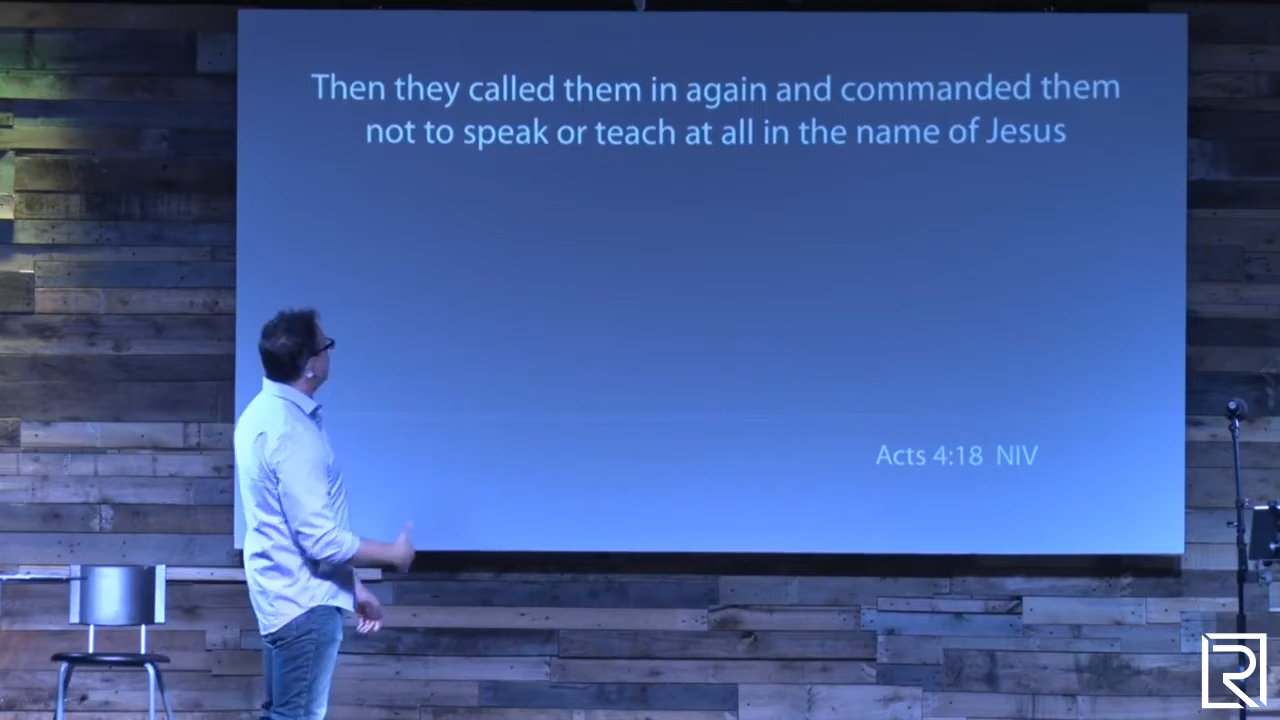 Then they called them in again and commanded them
not to speak or teach at all in the name of Jesus
Acts 4:18 NIV
R